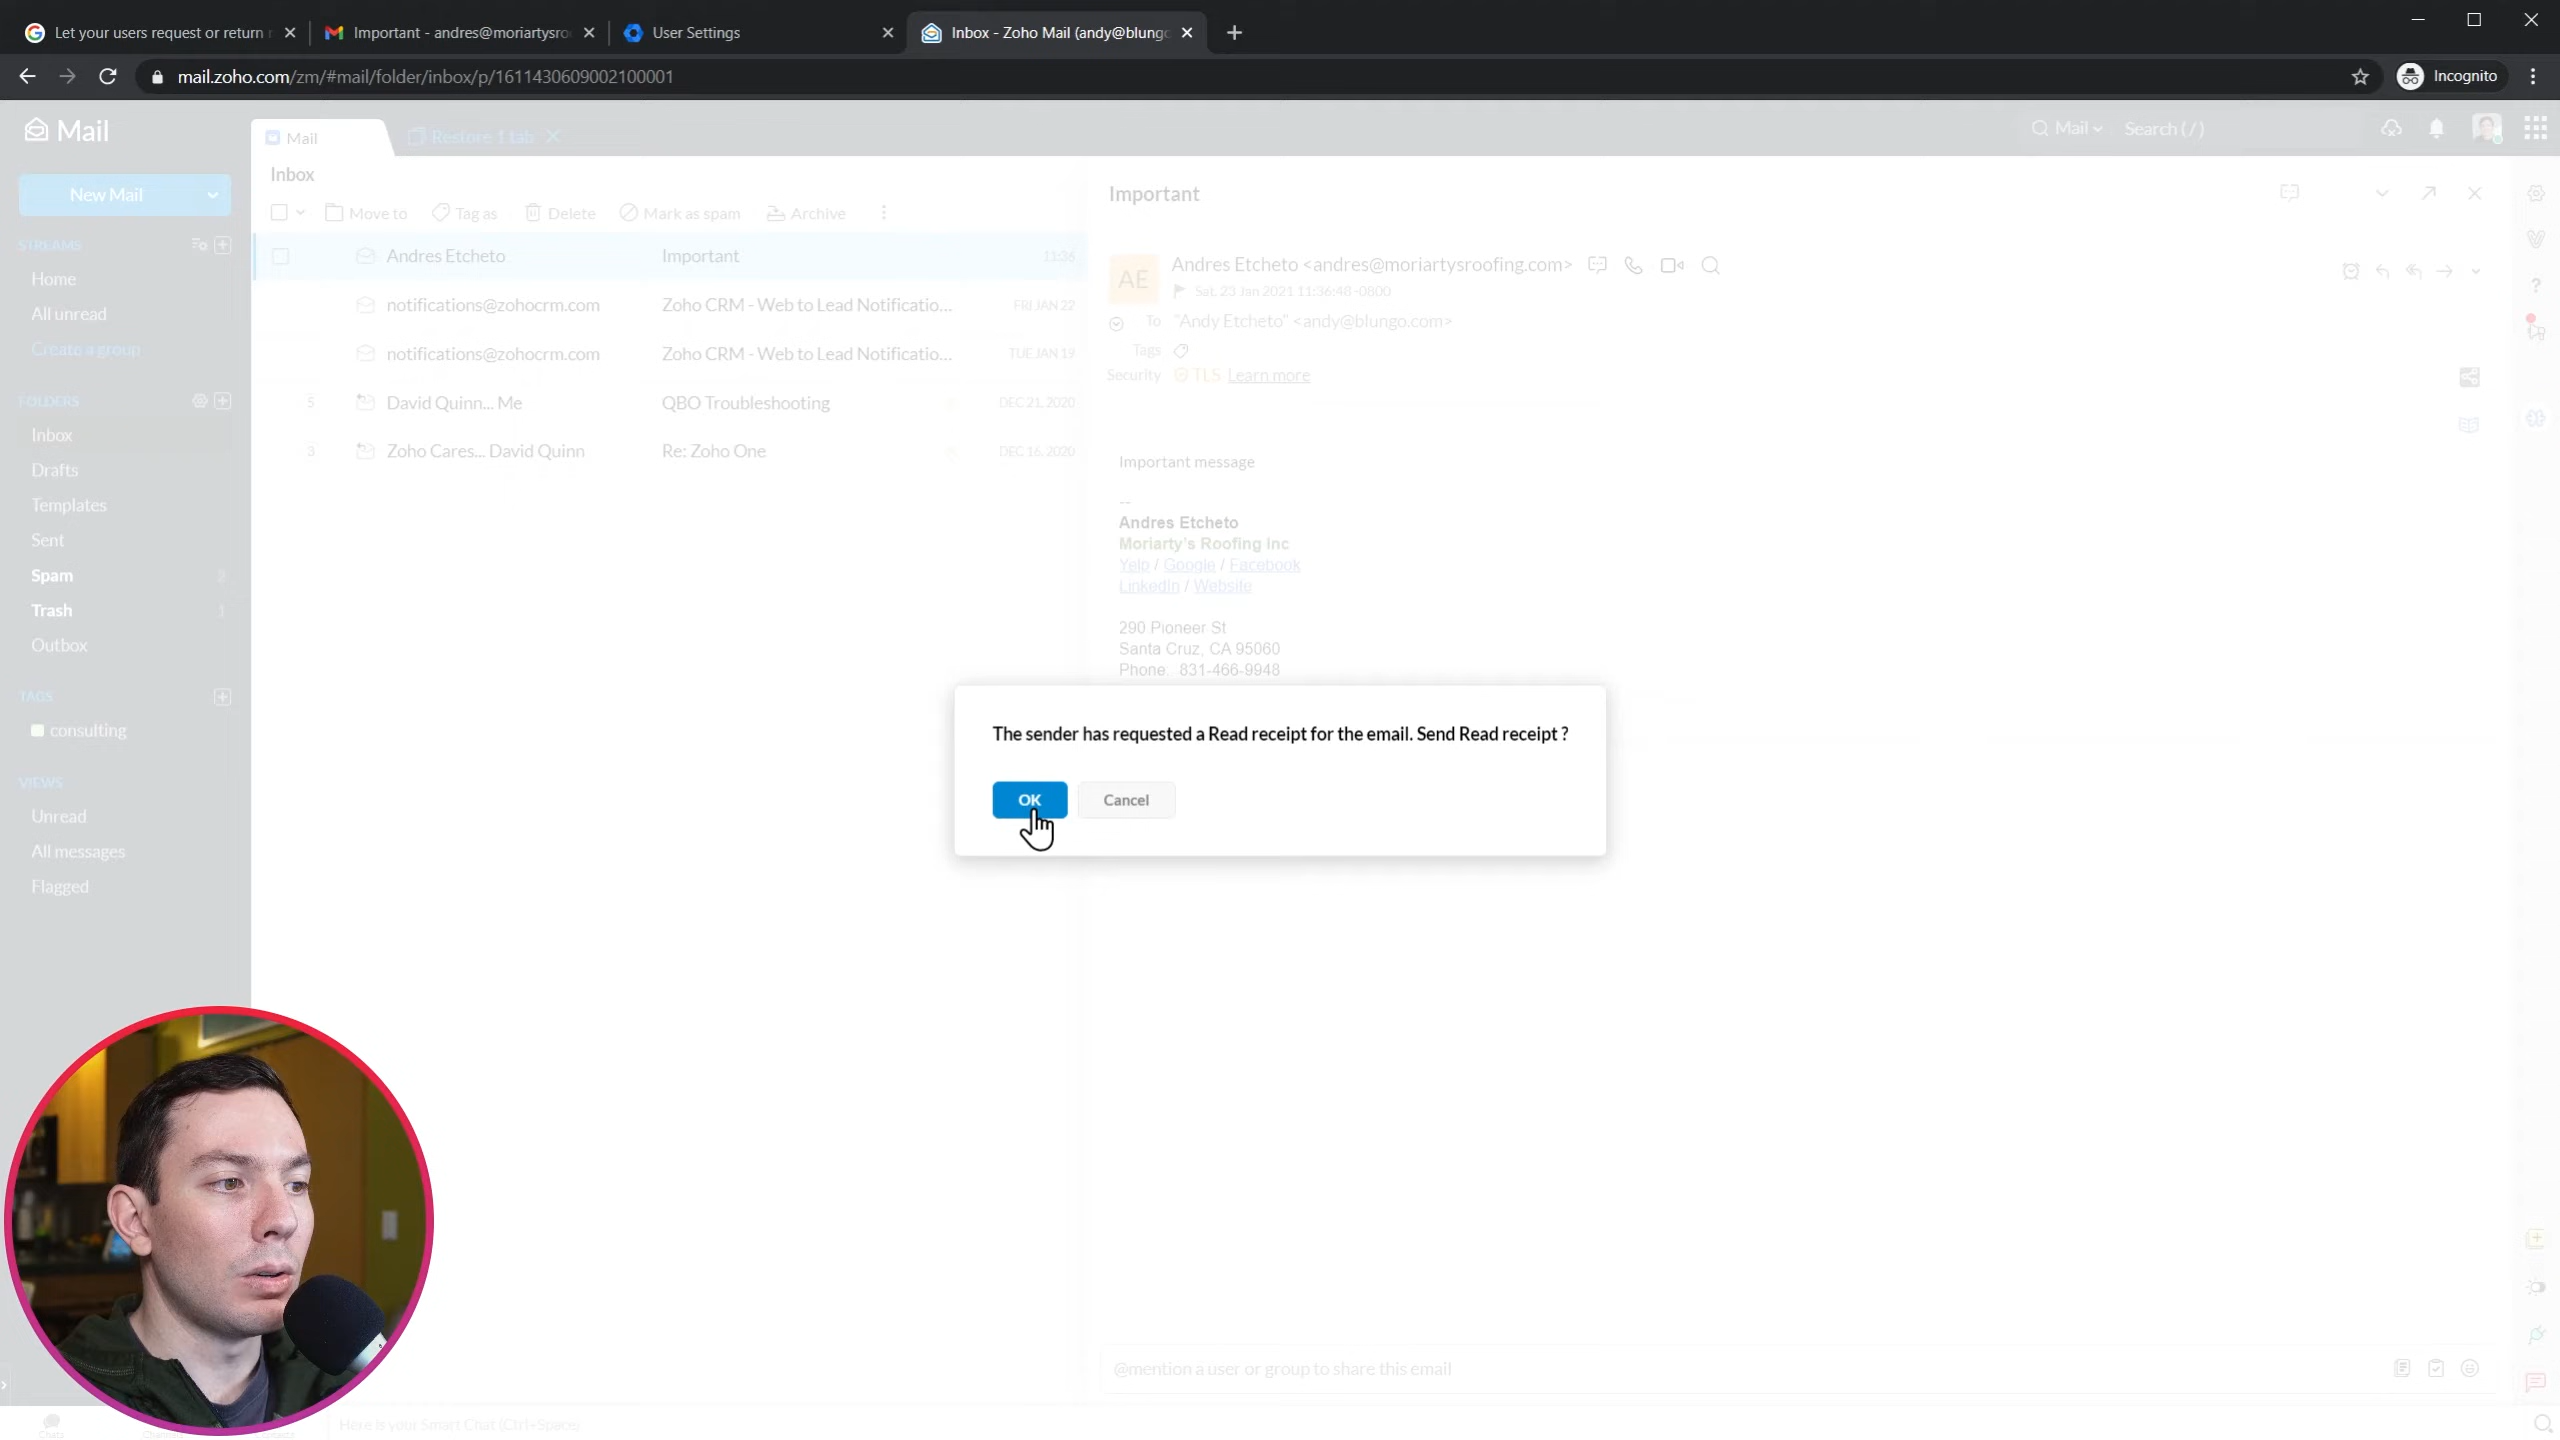 Let your users request or return
Important - andres@moriartysro
User Settings
Inbox - Zoho Mail (andy@blungo
mail.zoho.com/zm/#mail/folder/inbox/p/1611430609002100001
Incognito
Mail
Mail
Restore 1 tab
Mail
Search ( / )
Inbox
New Mail
Move to
Tag as
Delete
Mark as spam
Archive
STREAMS
Home
All unread
Create a group
FOLDERS
Inbox
Drafts
Templates
Sent
Spam
Trash
1
Outbox
TAGS
consulting
VIEWS
Unread
All messages
Flagged
Andres Etcheto Important 11:36
notifications@zohocrm.com Zoho CRM - Web to Lead Notificatio... FRI JAN 22
notifications@zohocrm.com Zoho CRM - Web to Lead Notificatio... TUE JAN 19
5 David Quinn... Me QBO Troubleshooting DEC 21, 2020
3 Zoho Cares... David Quinn Re: Zoho One DEC 16, 2020
Important
AE
Andres Etcheto <andres@moriartysroofing.com>
Sat, 23 Jan 2021 11:36:48 -0800
To "Andy Etcheto" <andy@blungo.com>
Tags
Security TLS Learn more
Important message
--
Andres Etcheto
Moriarty's Roofing Inc
Yelp / Google / Facebook
LinkedIn / Website
290 Pioneer St
Santa Cruz, CA 95060
Phone: 831-466-9948
The sender has requested a Read receipt for the email. Send Read receipt ?
OK
Cancel
@mention a user or group to share this email
Chats
Here is your Smart Chat (Ctrl+Space)